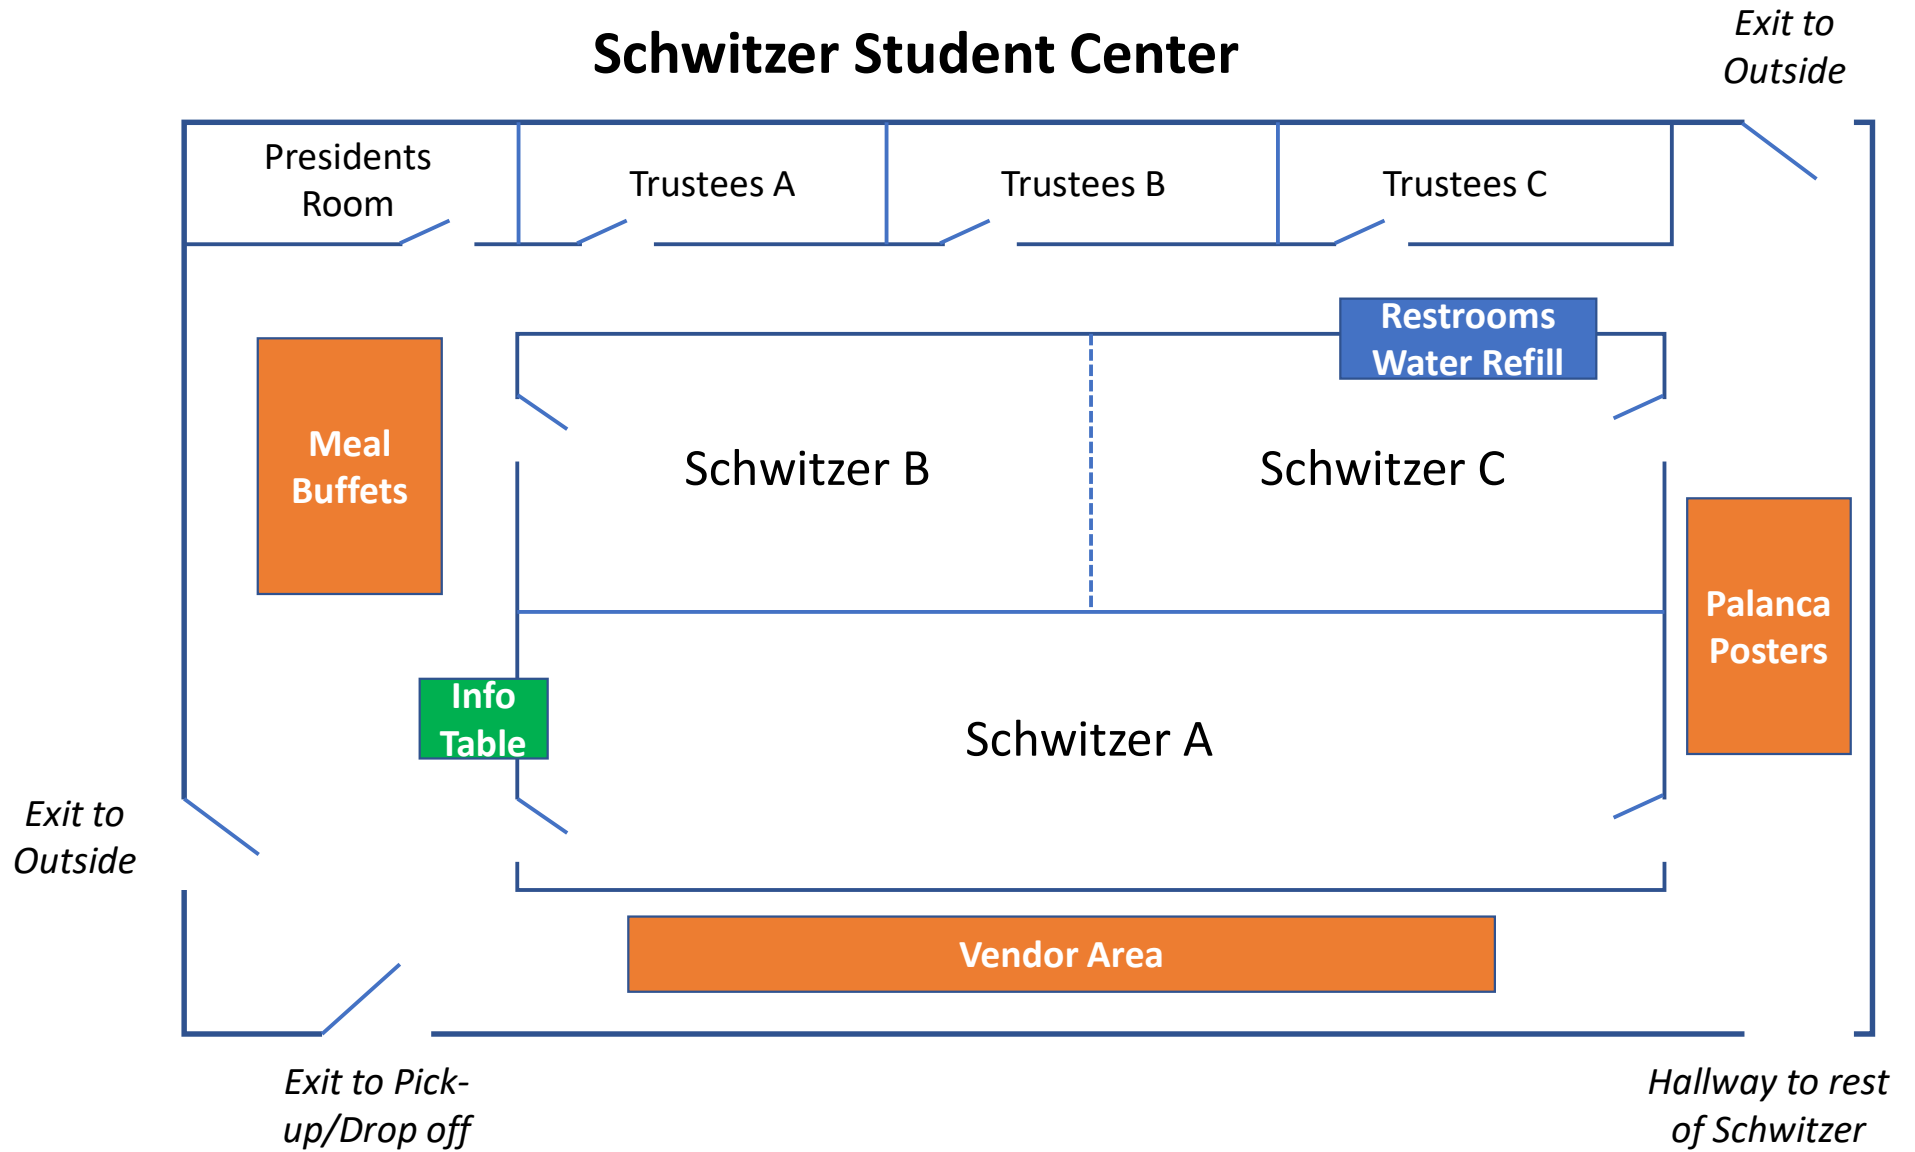 Schwitzer Student Center
Exit to
Outside
Presidents
Room
Trustees A
Trustees B
Trustees C
Restrooms
Water Refill
Meal
Buffets
Schwitzer B
Schwitzer C
Palanca
Posters
Info
Table
Schwitzer A
Exit to
Outside
Vendor Area
Exit to Pick-
up/Drop off
Hallway to rest
of Schwitzer